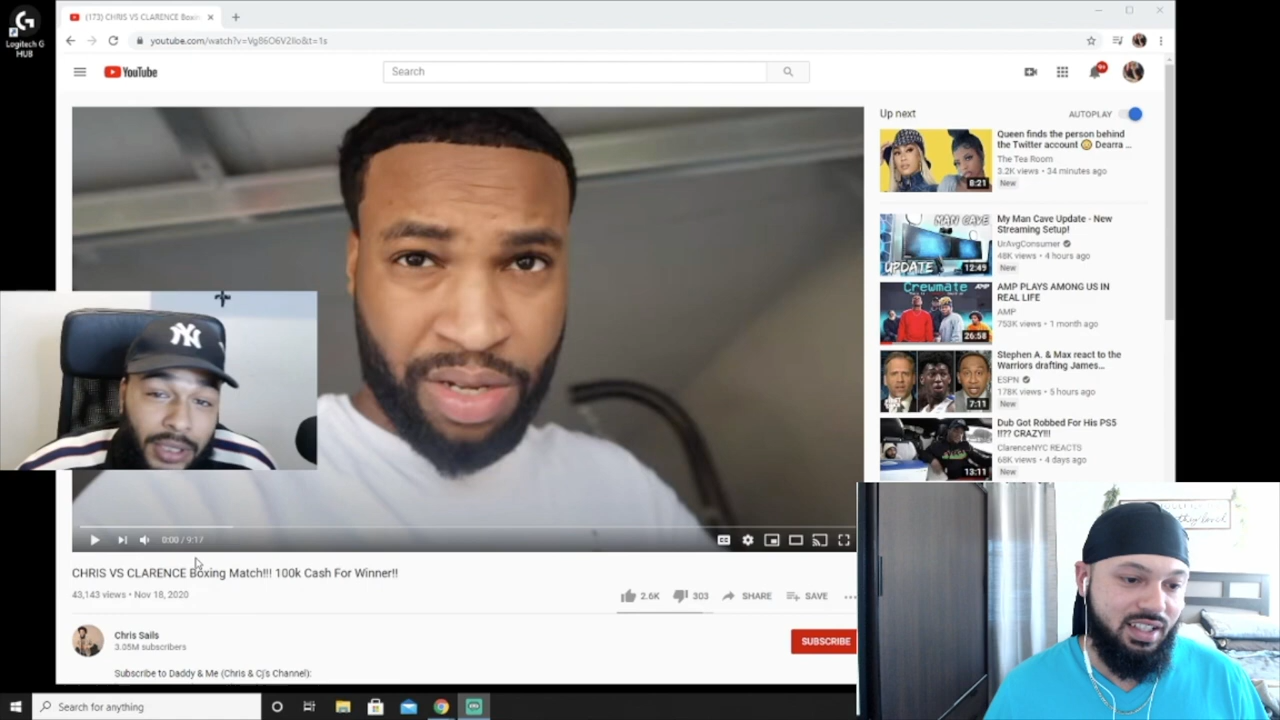 Logitech G
HUB
(173) CHRIS VS CLARENCE Boxin
youtube.com/watch?v=Vg86O6V2Ilo&t=1s
YouTube
Search
9+
Up next
AUTOPLAY
Queen finds the person behind
the Twitter account 😳 Dearra ...
The Tea Room
3.2K views • 34 minutes ago
New
8:21
MAN CAVE
UPDATE
12:49
My Man Cave Update - New
Streaming Setup!
UrAvgConsumer
48K views • 4 hours ago
New
Crewmate
AMP
26:58
AMP PLAYS AMONG US IN
REAL LIFE
AMP
753K views • 1 month ago
7:11
Stephen A. & Max react to the
Warriors drafting James...
ESPN
178K views • 5 hours ago
New
13:11
Dub Got Robbed For His PS5
!!?? CRAZY!!!
ClarenceNYC REACTS
68K views • 4 days ago
New
NY
0:00 / 9:17
CHRIS VS CLARENCE Boxing Match!!! 100k Cash For Winner!!
43,143 views • Nov 18, 2020
2.6K
303
SHARE
SAVE
Chris Sails
3.05M subscribers
SUBSCRIBE
Subscribe to Daddy & Me (Chris & Cj's Channel):
Search for anything